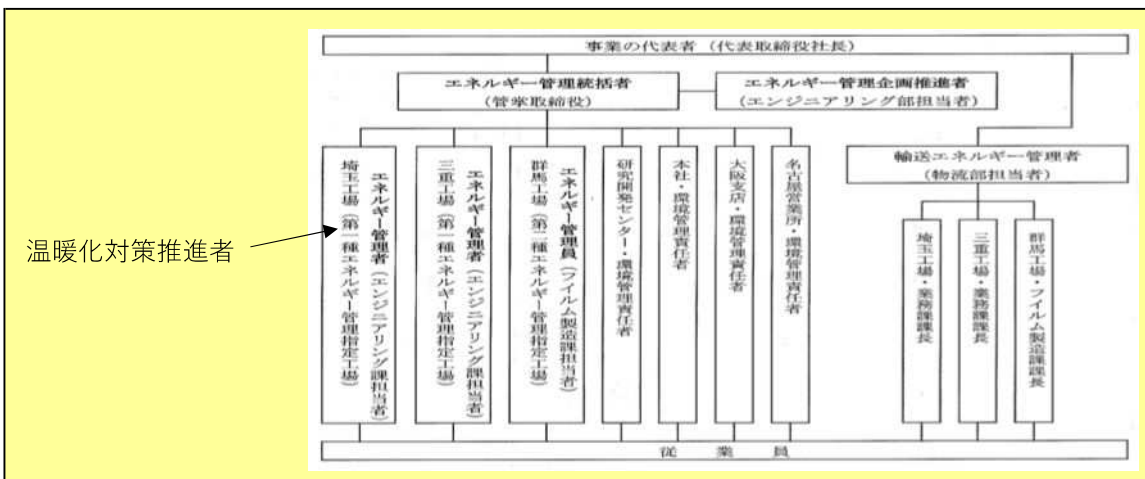 事業の代表者（代表取締役社長）
エネルギー管理統括者
（管掌取締役）
エネルギー管理企画推進者
（エンジニアリング部担当者）
輸送エネルギー管理者
（物流部担当者）
温暖化対策推進者
エネルギー管理者（エンジニアリング課担当者）
埼玉工場（第一種エネルギー管理指定工場）
エネルギー管理者（エンジニアリング課担当者）
三重工場（第一種エネルギー管理指定工場）
エネルギー管理員（フイルム製造課担当者）
群馬工場（第二種エネルギー管理指定工場）
研究開発センター・環境管理責任者
本社・環境管理責任者
大阪支店・環境管理責任者
名古屋営業所・環境管理責任者
埼玉工場・業務課課長
三重工場・業務課課長
群馬工場・フイルム製造課課長
従業員